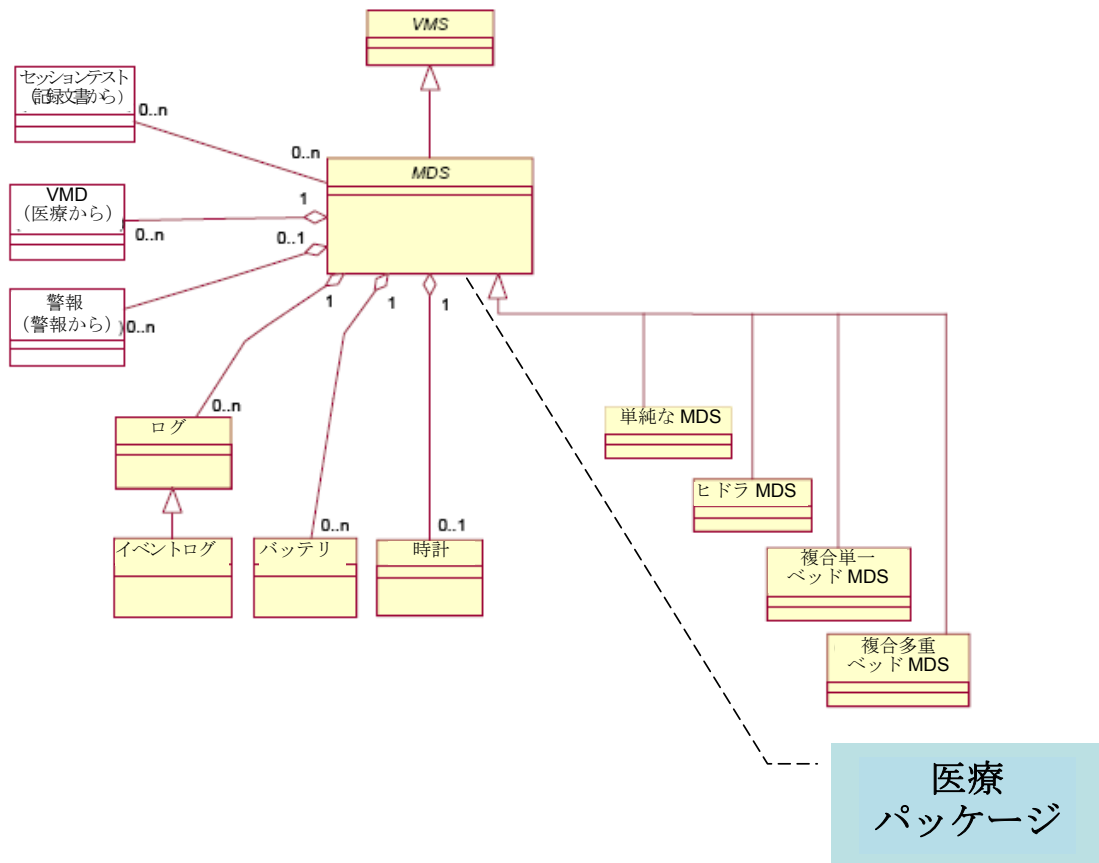 VMS
セッションテスト
(記録文書から)
0..n
0..n
MDS
VMD
(医療から)
1
0..n
0..1
警報
(警報から)
0..n
1
1
1
0..n
ログ
単純な MDS
ヒドラ MDS
0..n
0..1
イベントログ
バッテリ
時計
複合単一
ベッド MDS
複合多重
ベッド MDS
医療
パッケージ